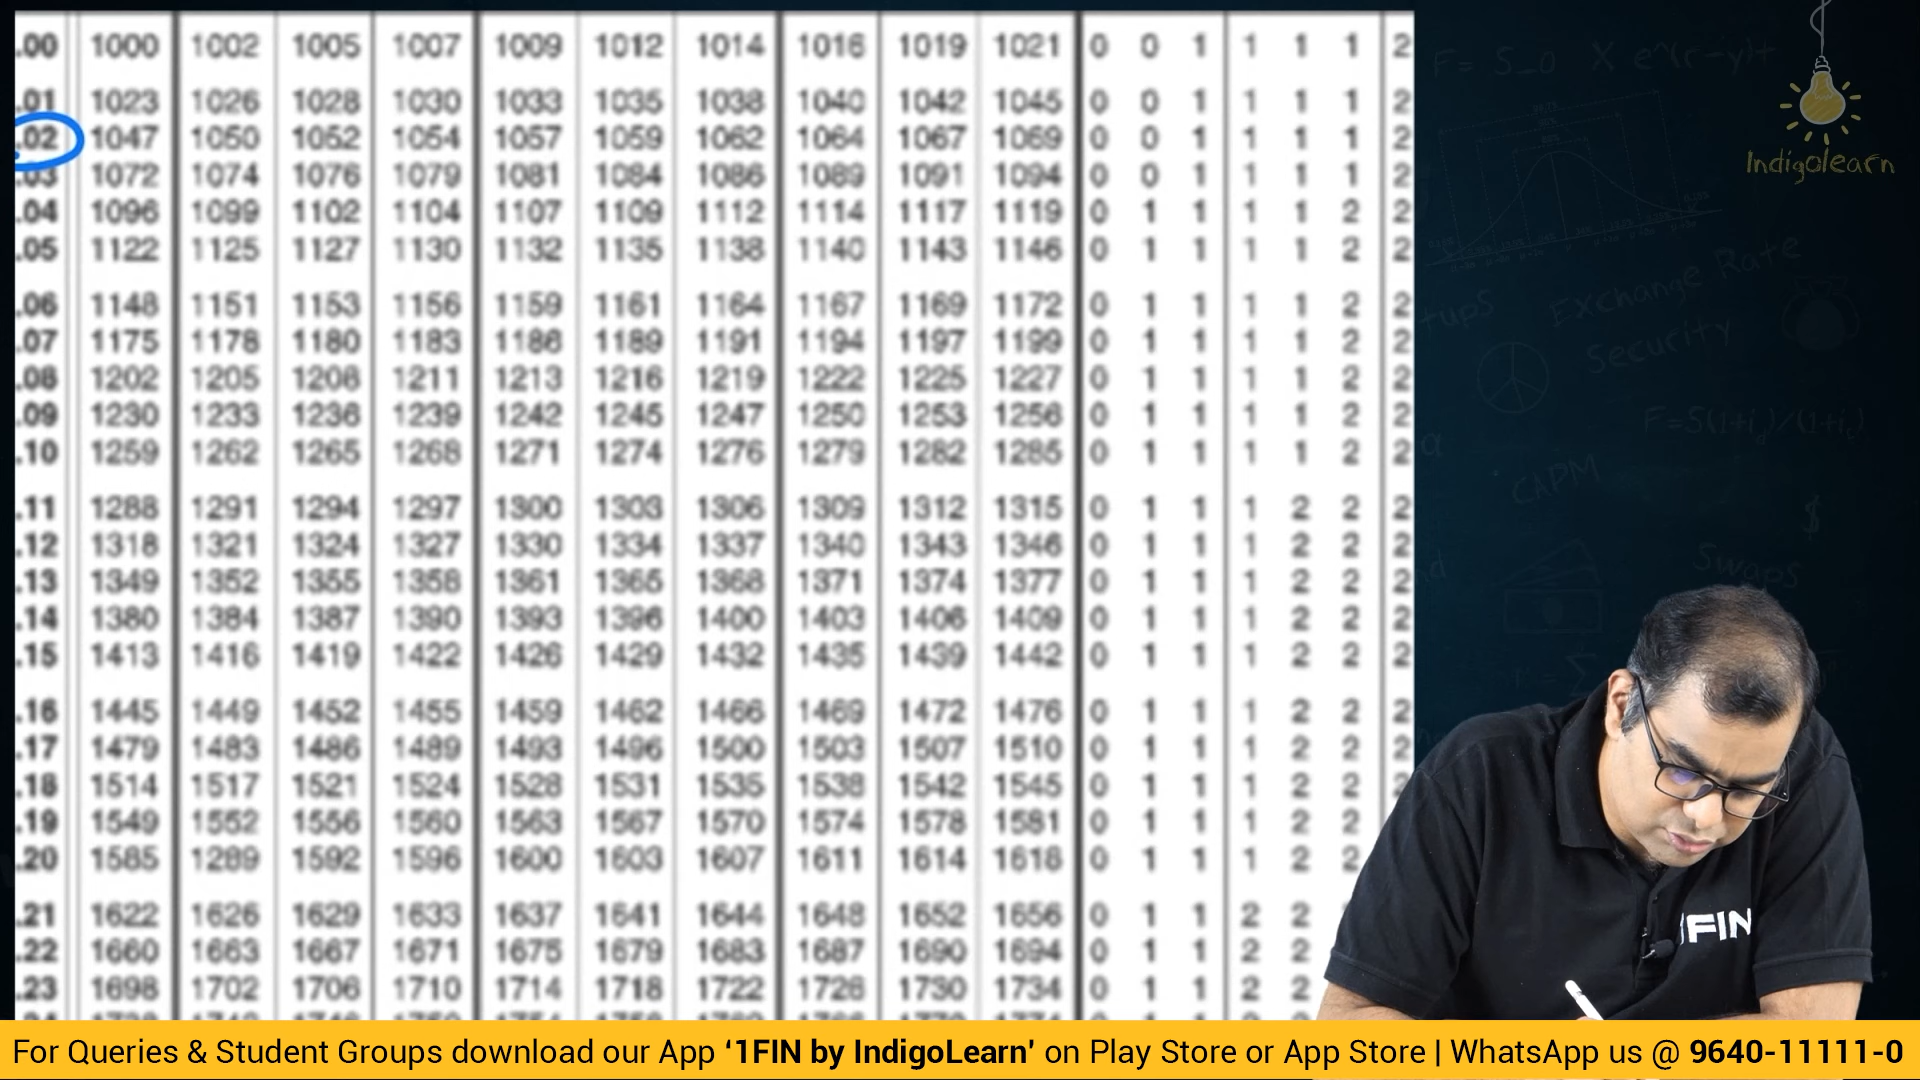 .00 1000 1002 1005 1007 1009 1012 1014 1016 1019 1021 0 0 1 1 1 1 2
.01 1023 1026 1028 1030 1033 1035 1038 1040 1042 1045 0 0 1 1 1 1 2
.02 1047 1050 1052 1054 1057 1059 1062 1064 1067 1069 0 0 1 1 1 1 2
.03 1072 1074 1076 1079 1081 1084 1086 1089 1091 1094 0 0 1 1 1 1 2
.04 1096 1099 1102 1104 1107 1109 1112 1114 1117 1119 0 1 1 1 1 2 2
.05 1122 1125 1127 1130 1132 1135 1138 1140 1143 1146 0 1 1 1 1 2 2
.06 1148 1151 1153 1156 1159 1161 1164 1167 1169 1172 0 1 1 1 1 2 2
.07 1175 1178 1180 1183 1186 1189 1191 1194 1197 1199 0 1 1 1 1 2 2
.08 1202 1205 1208 1211 1213 1216 1219 1222 1225 1227 0 1 1 1 1 2 2
.09 1230 1233 1236 1239 1242 1245 1247 1250 1253 1256 0 1 1 1 1 2 2
.10 1259 1262 1265 1268 1271 1274 1276 1279 1282 1285 0 1 1 1 1 2 2
.11 1288 1291 1294 1297 1300 1303 1306 1309 1312 1315 0 1 1 1 2 2 2
.12 1318 1321 1324 1327 1330 1334 1337 1340 1343 1346 0 1 1 1 2 2 2
.13 1349 1352 1355 1358 1361 1365 1368 1371 1374 1377 0 1 1 1 2 2 2
.14 1380 1384 1387 1390 1393 1396 1400 1403 1406 1409 0 1 1 1 2 2 2
.15 1413 1416 1419 1422 1426 1429 1432 1435 1439 1442 0 1 1 1 2 2 2
.16 1445 1449 1452 1455 1459 1462 1466 1469 1472 1476 0 1 1 1 2 2 2
.17 1479 1483 1486 1489 1493 1496 1500 1503 1507 1510 0 1 1 1 2 2 2
.18 1514 1517 1521 1524 1528 1531 1535 1538 1542 1545 0 1 1 1 2 2 2
.19 1549 1552 1556 1560 1563 1567 1570 1574 1578 1581 0 1 1 1 2 2
.20 1585 1289 1592 1596 1600 1603 1607 1611 1614 1618 0 1 1 1 2 2
.21 1622 1626 1629 1633 1637 1641 1644 1648 1652 1656 0 1 1 2 2
.22 1660 1663 1667 1671 1675 1679 1683 1687 1690 1694 0 1 1 2 2
.23 1698 1702 1706 1710 1714 1718 1722 1726 1730 1734 0 1 1 2 2
F= S_0 X e^(r-y)t
Indigolearn
Exchange Rate
Security
CAPM
$
Swaps
1FIN
For Queries & Student Groups download our App ‘1FIN by IndigoLearn’ on Play Store or App Store | WhatsApp us @ 9640-11111-0